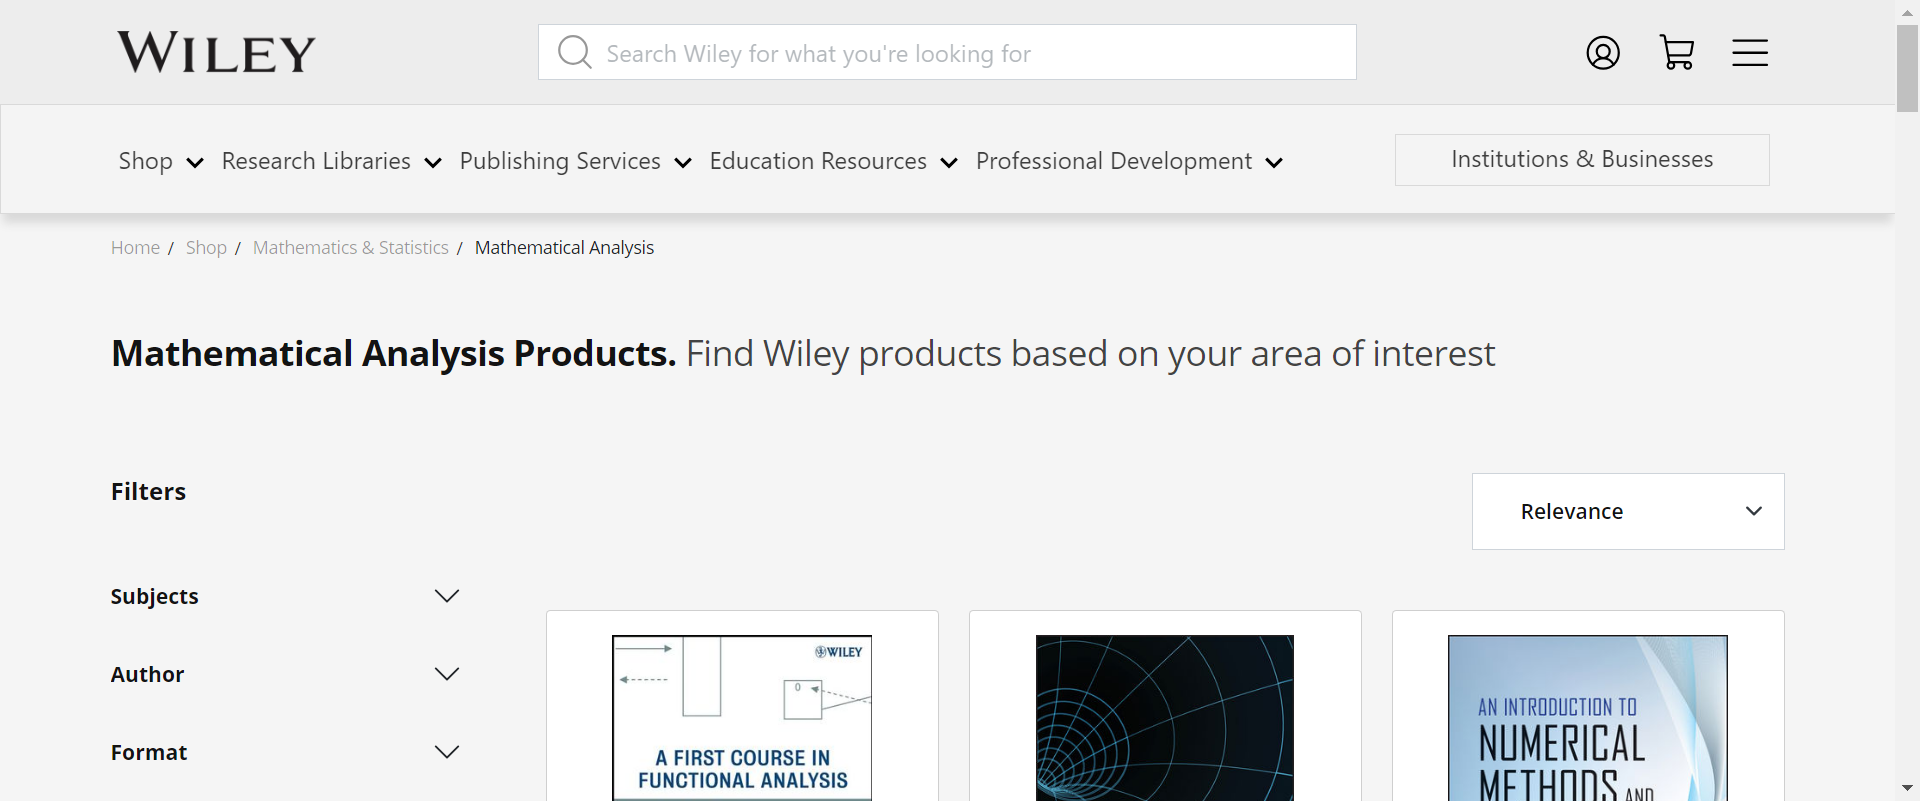 WILEY
Search Wiley for what you're looking for
Shop
Research Libraries
Publishing Services
Education Resources
Professional Development
Institutions & Businesses
Home / Shop / Mathematics & Statistics / Mathematical Analysis
Mathematical Analysis Products. Find Wiley products based on your area of interest
Filters
Relevance
Subjects
Author
Format
WILEY
0
A FIRST COURSE IN
FUNCTIONAL ANALYSIS
AN INTRODUCTION TO
NUMERICAL
METHODS AND